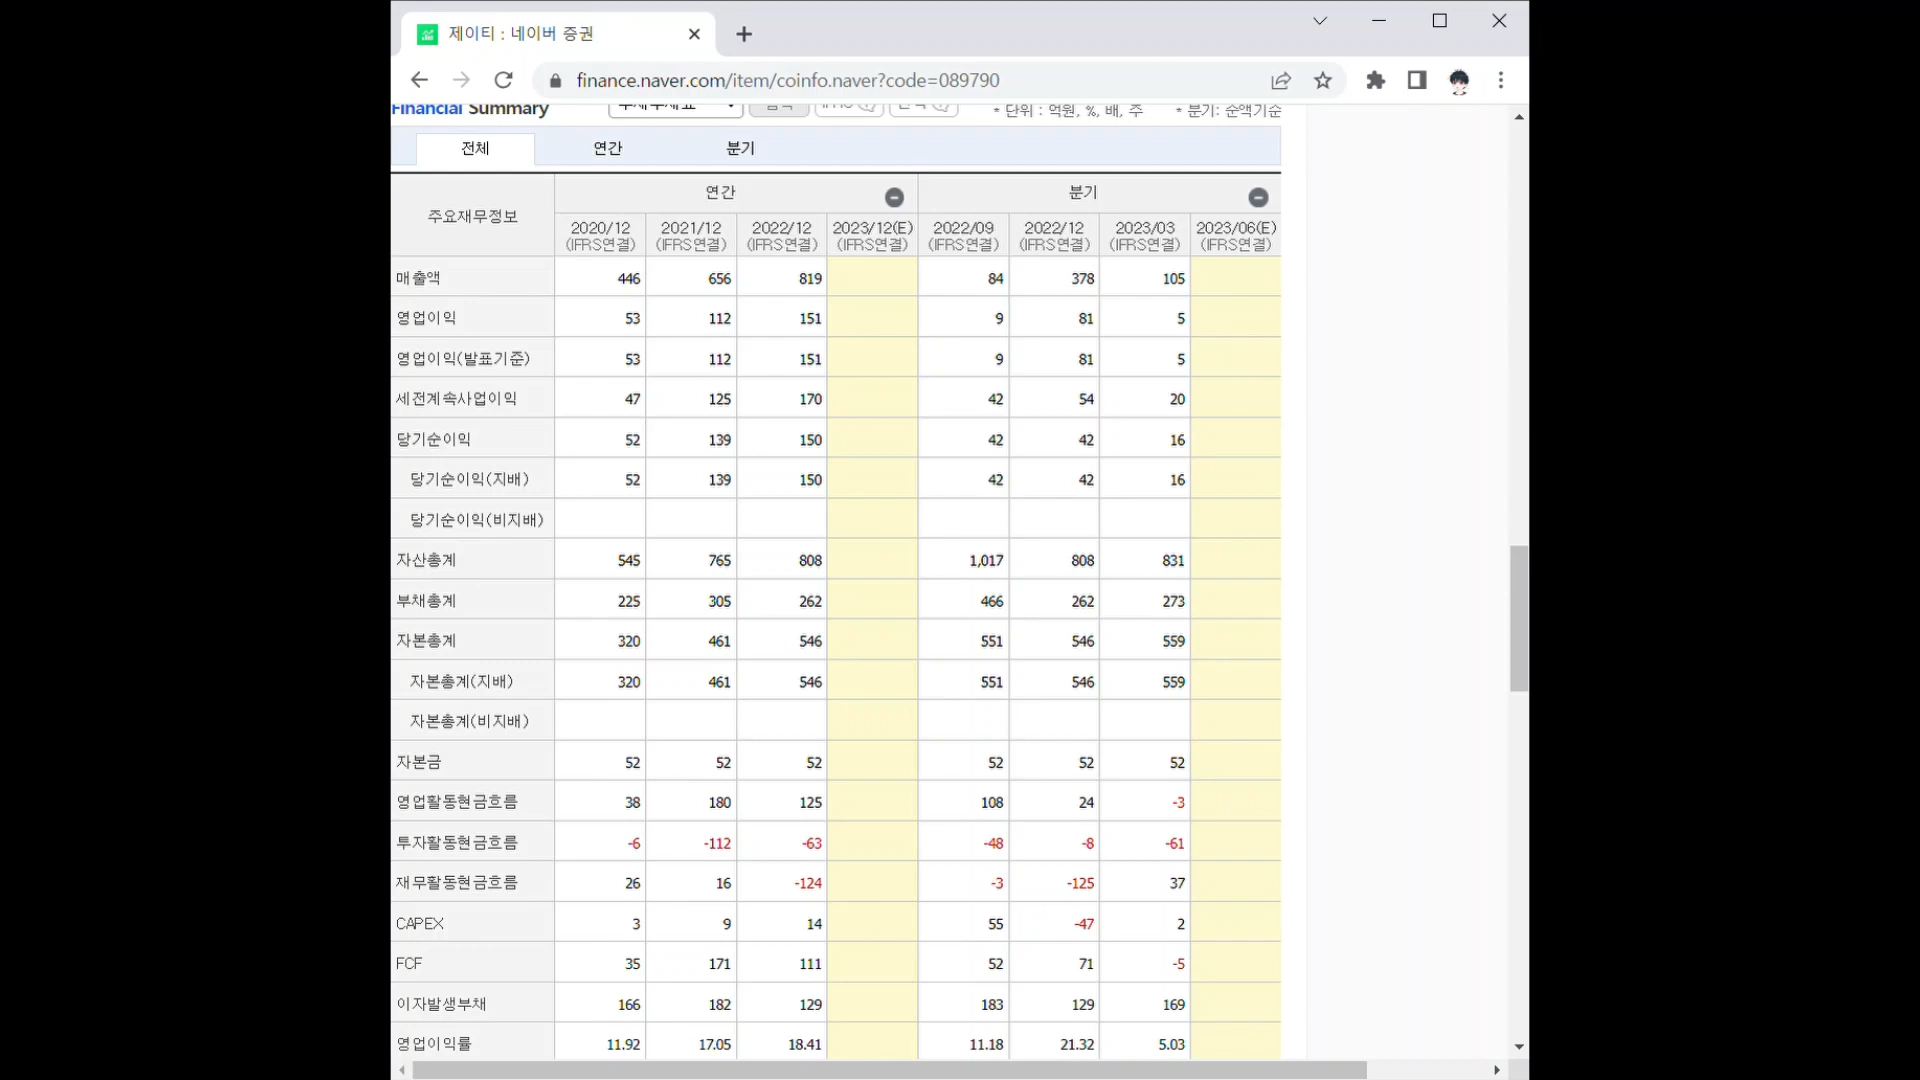 제이티 : 네이버 증권
finance.naver.com/item/coinfo.naver?code=089790
Financial Summary
* 단위 : 억원, %, 배, 주 * 분기: 순액기준
전체 연간 분기
주요재무정보 연간 분기
2020/12 2021/12 2022/12 2023/12(E) 2022/09 2022/12 2023/03 2023/06(E)
(IFRS연결) (IFRS연결) (IFRS연결) (IFRS연결) (IFRS연결) (IFRS연결) (IFRS연결) (IFRS연결)
매출액 446 656 819 84 378 105
영업이익 53 112 151 9 81 5
영업이익(발표기준) 53 112 151 9 81 5
세전계속사업이익 47 125 170 42 54 20
당기순이익 52 139 150 42 42 16
당기순이익(지배) 52 139 150 42 42 16
당기순이익(비지배)
자산총계 545 765 808 1,017 808 831
부채총계 225 305 262 466 262 273
자본총계 320 461 546 551 546 559
자본총계(지배) 320 461 546 551 546 559
자본총계(비지배)
자본금 52 52 52 52 52 52
영업활동현금흐름 38 180 125 108 24 -3
투자활동현금흐름 -6 -112 -63 -48 -8 -61
재무활동현금흐름 26 16 -124 -3 -125 37
CAPEX 3 9 14 55 -47 2
FCF 35 171 111 52 71 -5
이자발생부채 166 182 129 183 129 169
영업이익률 11.92 17.05 18.41 11.18 21.32 5.03